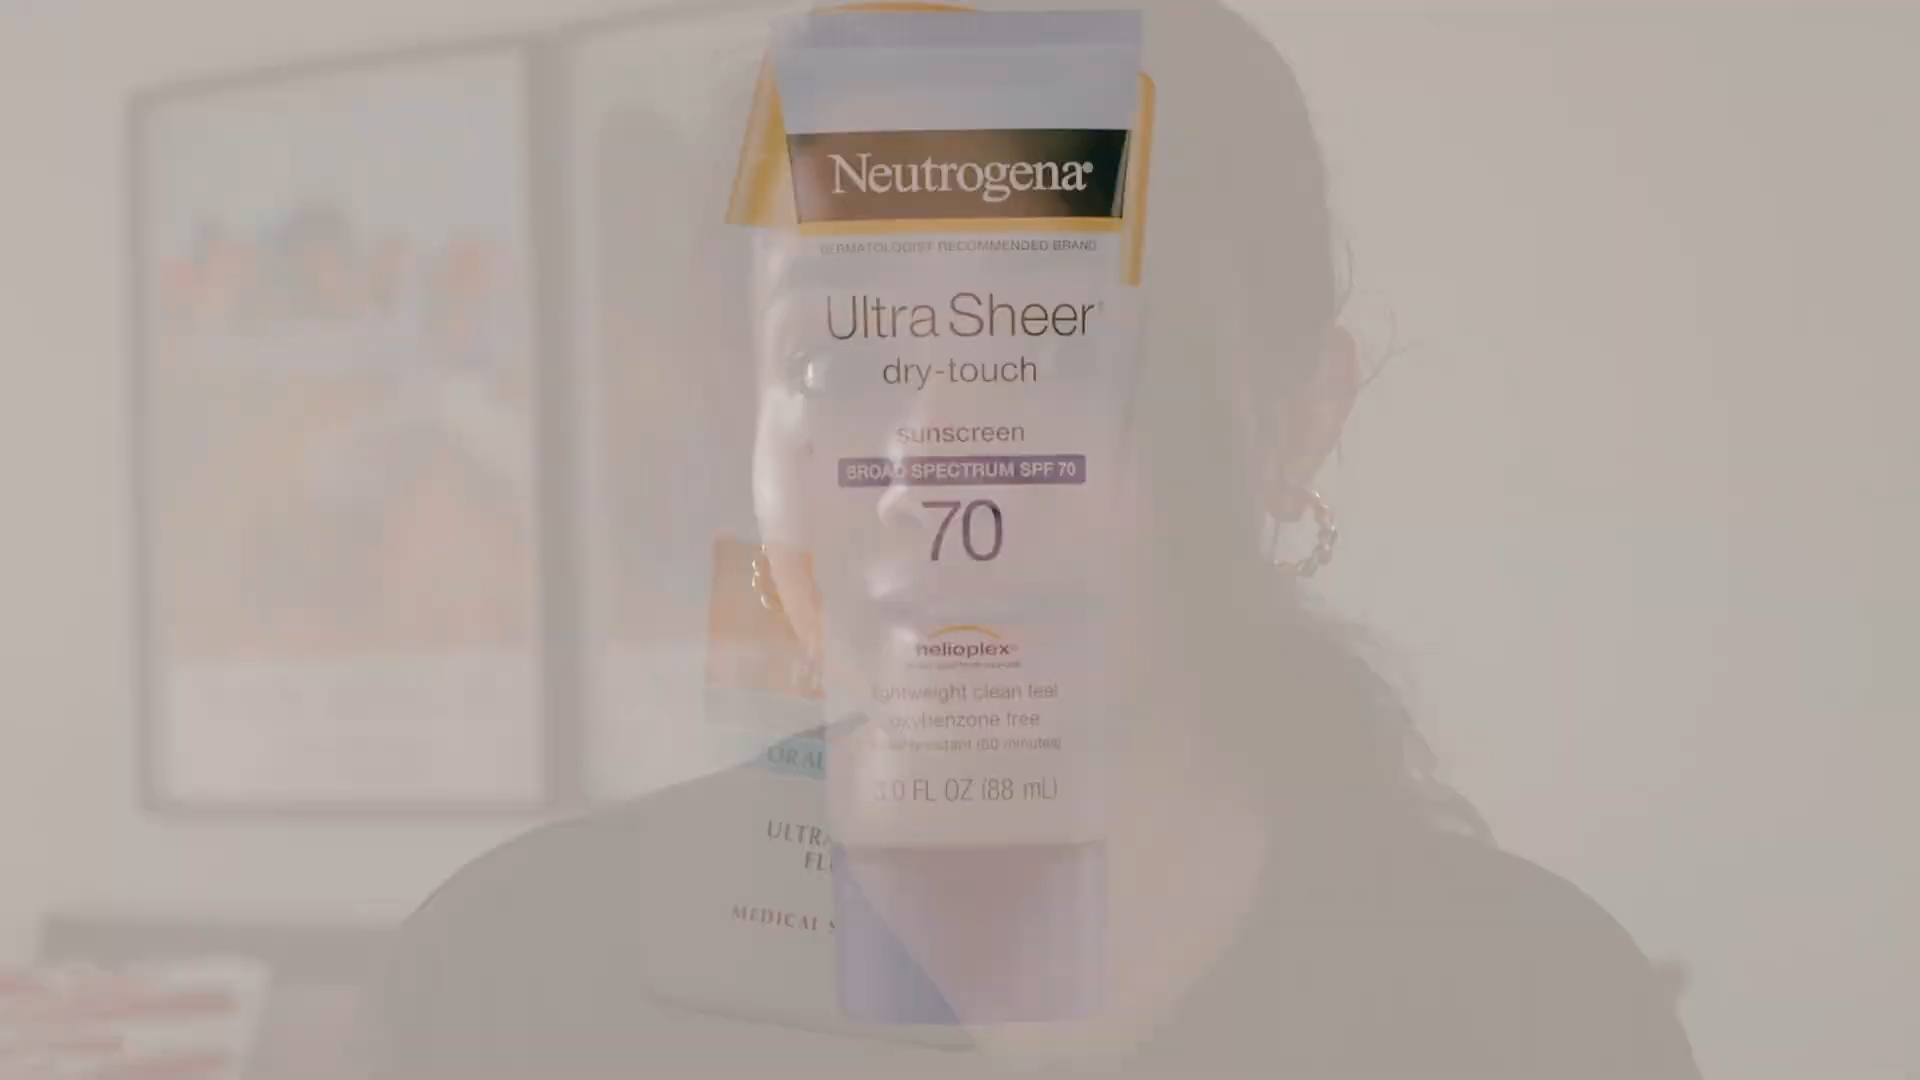 Neutrogena®
DERMATOLOGIST RECOMMENDED BRAND
Ultra Sheer®
dry-touch
sunscreen
BROAD SPECTRUM SPF 70
70
helioplex®
lightweight clean feel
oxybenzone free
3.0 FL OZ (88 mL)
ORAL
MEDICAL